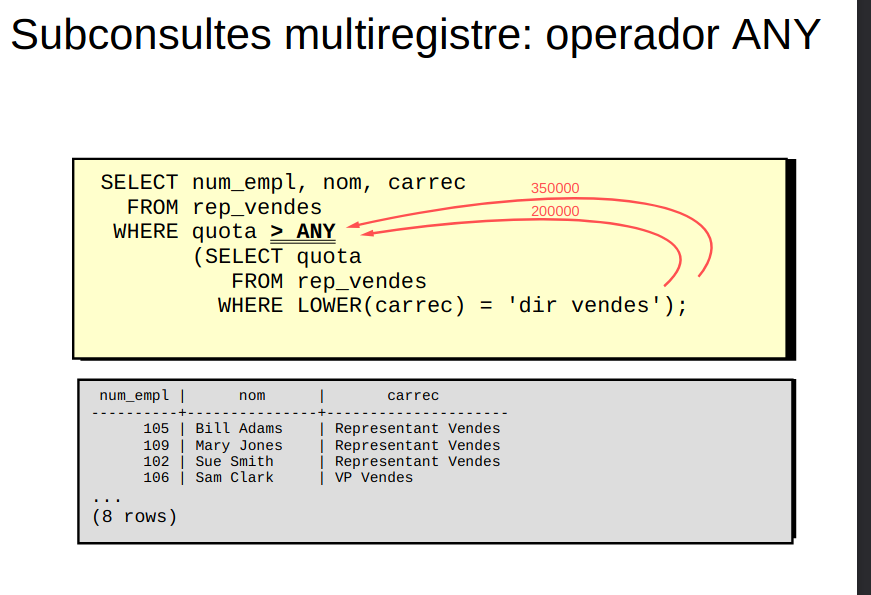 Subconsultes multiregistre: operador ANY
SELECT num_empl, nom, carrec
FROM rep_vendes
WHERE quota > ANY
(SELECT quota
FROM rep_vendes
WHERE LOWER(carrec) = 'dir vendes');
350000
200000
num_empl |      nom      |       carrec
----------+---------------+---------------------
105 | Bill Adams    | Representant Vendes
109 | Mary Jones    | Representant Vendes
102 | Sue Smith     | Representant Vendes
106 | Sam Clark     | VP Vendes
...
(8 rows)